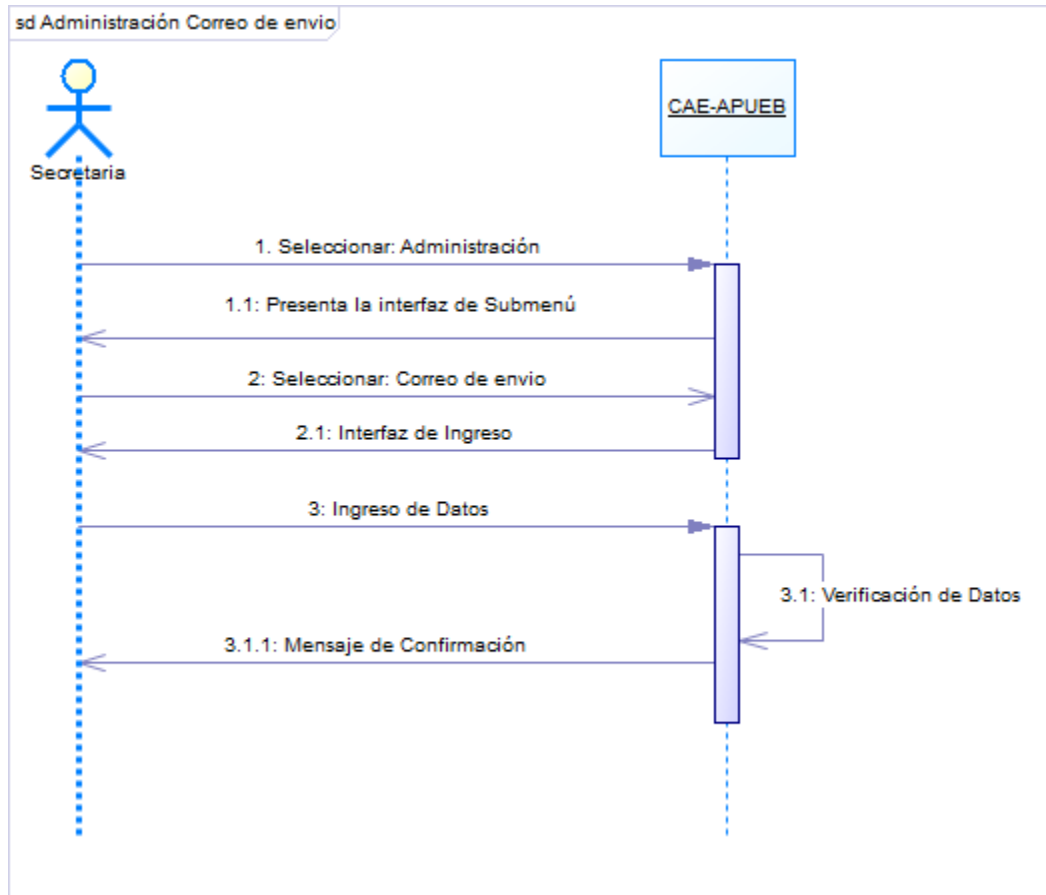 sd Administración Correo de envio
CAE-APUEB
Secretaria
1. Seleccionar: Administración
1.1: Presenta la interfaz de Submenú
2: Seleccionar: Correo de envio
2.1: Interfaz de Ingreso
3: Ingreso de Datos
3.1: Verificación de Datos
3.1.1: Mensaje de Confirmación